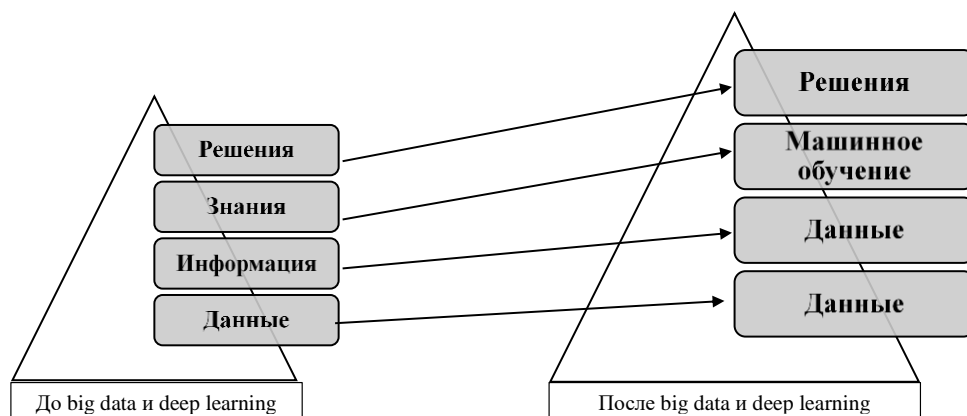 Решения
Знания
Информация
Данные
До big data и deep learning
Решения
Машинное
обучение
Данные
Данные
После big data и deep learning